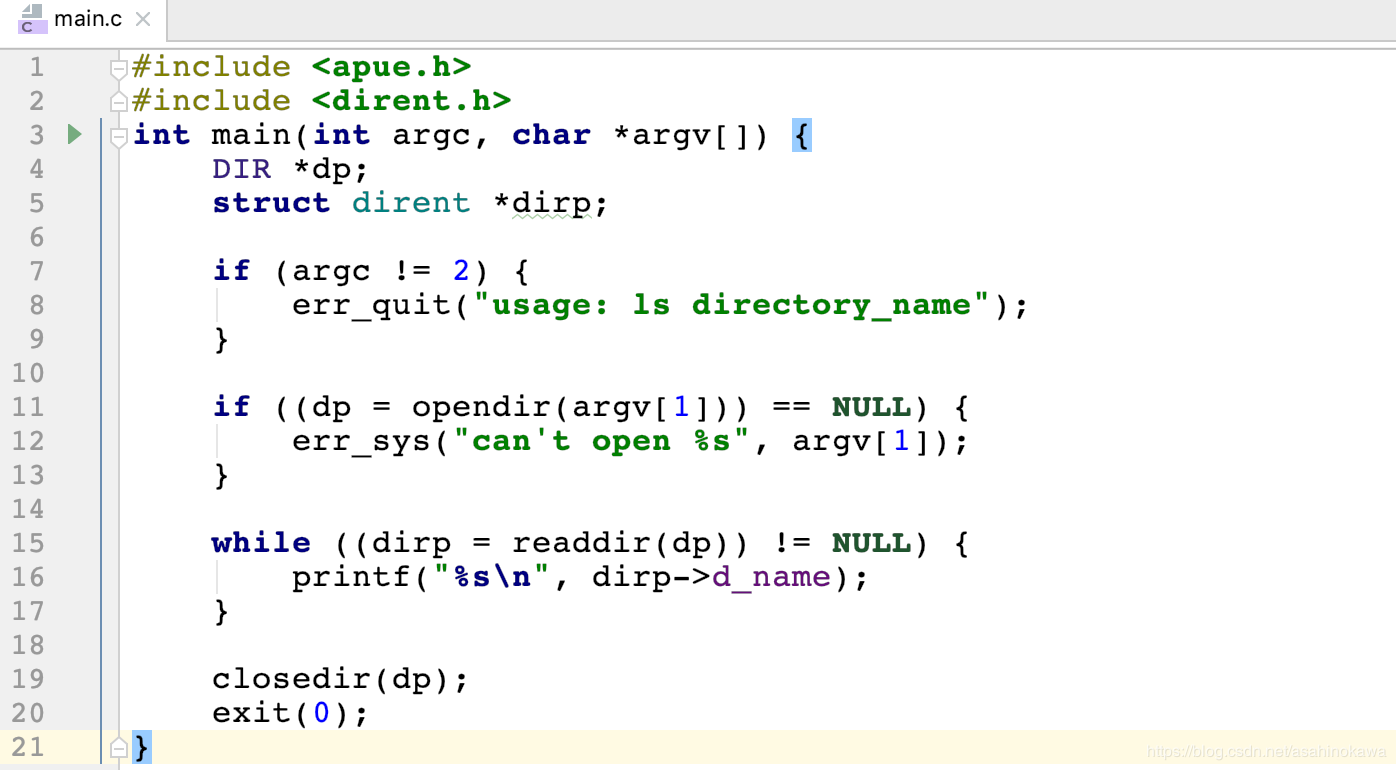 main.c
1 #include <apue.h>
2 #include <dirent.h>
3 int main(int argc, char *argv[]) {
4     DIR *dp;
5     struct dirent *dirp;
6
7     if (argc != 2) {
8         err_quit("usage: ls directory_name");
9     }
10
11     if ((dp = opendir(argv[1])) == NULL) {
12         err_sys("can't open %s", argv[1]);
13     }
14
15     while ((dirp = readdir(dp)) != NULL) {
16         printf("%s\n", dirp->d_name);
17     }
18
19     closedir(dp);
20     exit(0);
21 }
https://blog.csdn.net/asahinokawa